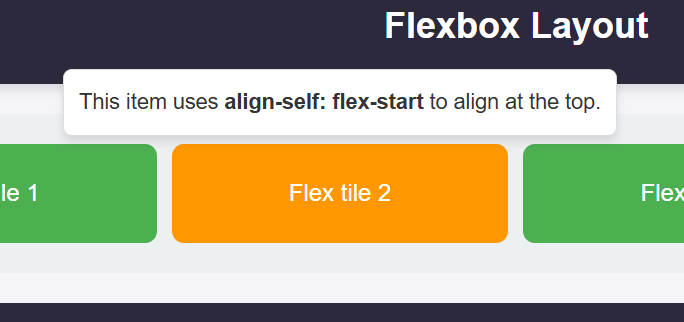 Flexbox Layout
This item uses align-self: flex-start to align at the top.
le 1
Flex tile 2
Flex